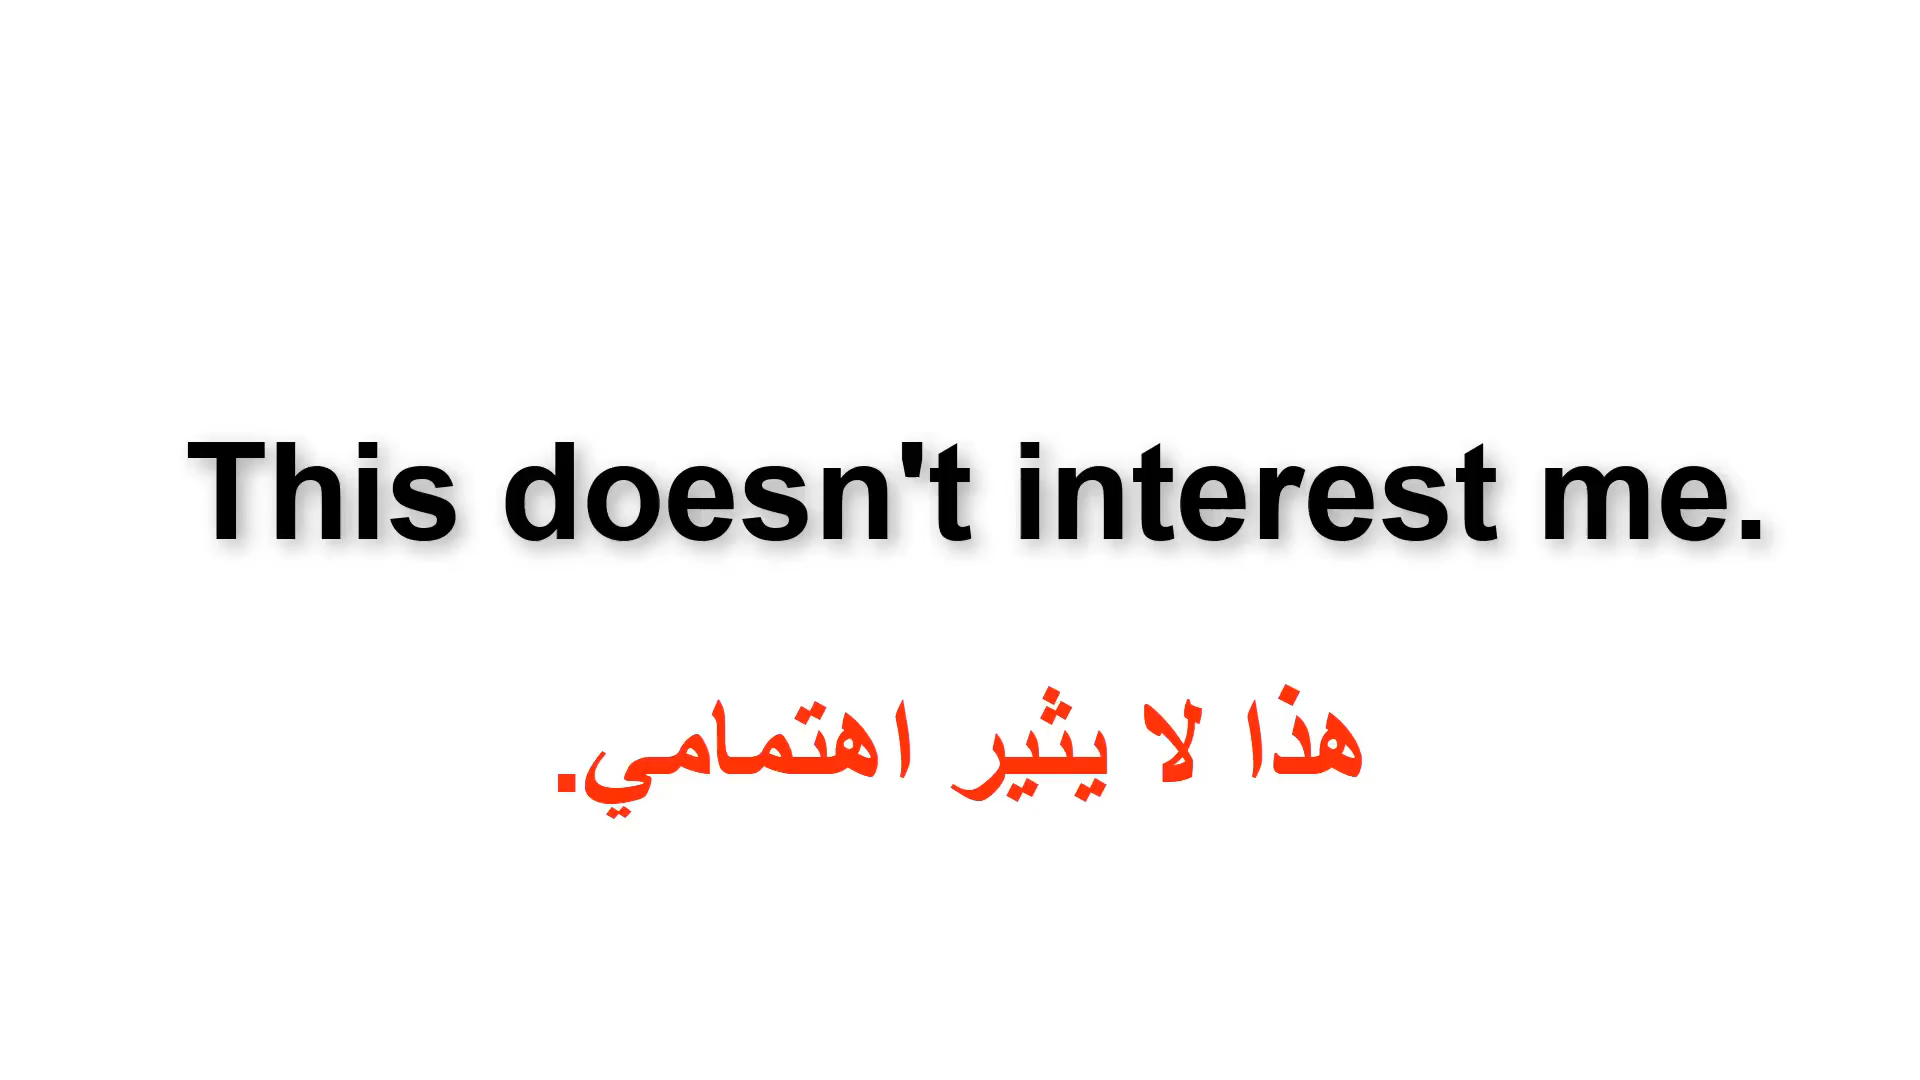 This doesn't interest me.
هذا لا يثير اهتمامي.